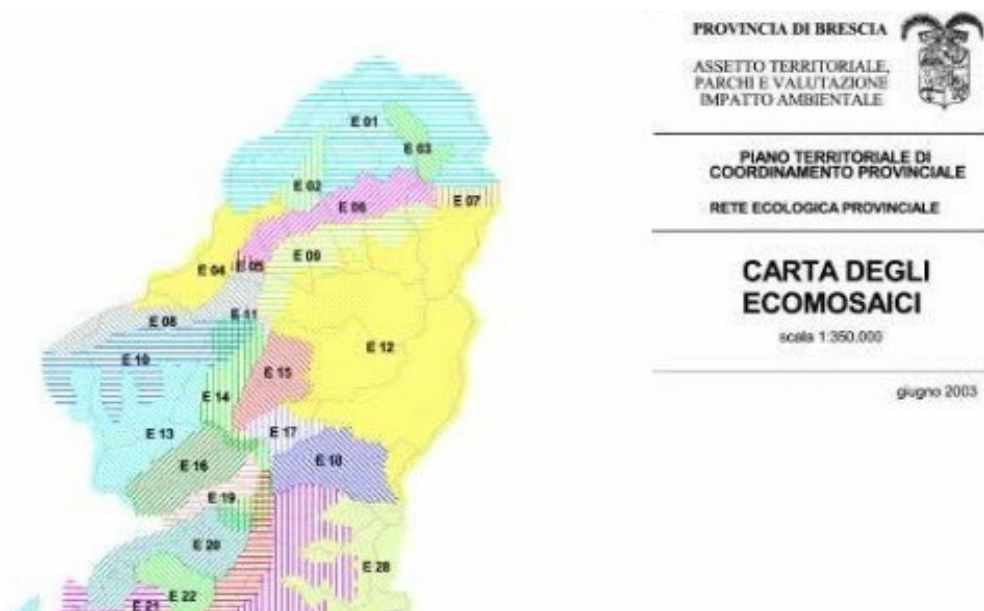 PROVINCIA DI BRESCIA
ASSETTO TERRITORIALE,
PARCHI E VALUTAZIONE
IMPATTO AMBIENTALE
PIANO TERRITORIALE DI
COORDINAMENTO PROVINCIALE
RETE ECOLOGICA PROVINCIALE
CARTA DEGLI
ECOMOSAICI
scala 1:350.000
giugno 2003
E 01
E 03
E 02
E 07
E 06
E 09
E 04
E 05
E 08
E 11
E 12
E 10
E 15
E 14
E 13
E 17
E 16
E 18
E 19
E 20
E 28
E 22
E 21